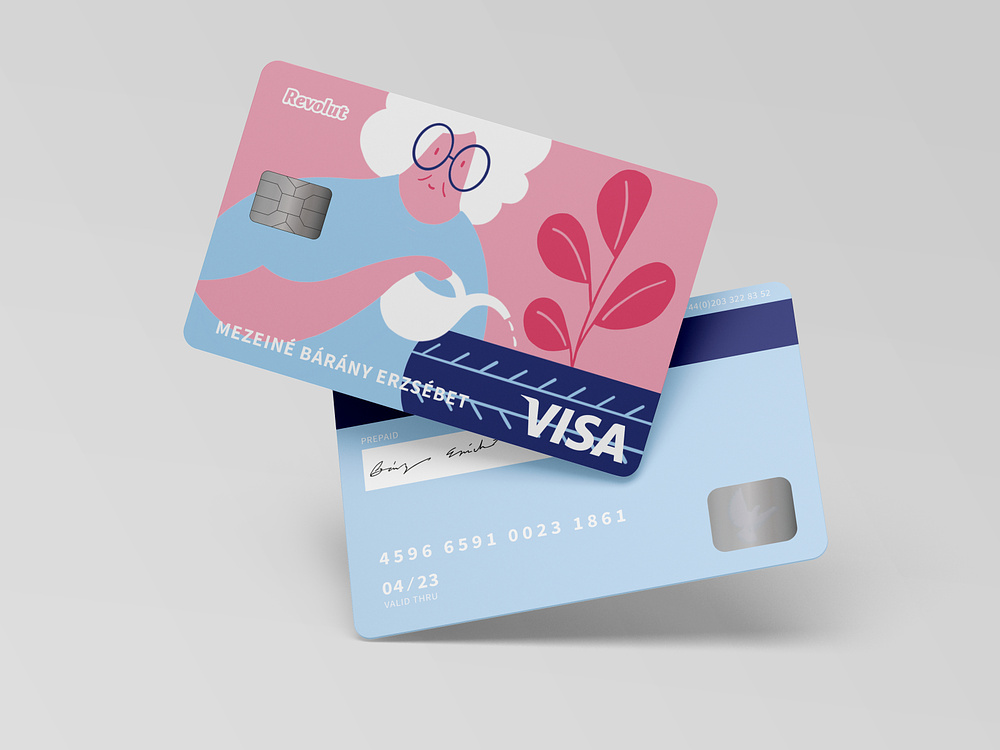 Revolut
MEZEINÉ BÁRÁNY ERZSÉBET
VISA
44(0)203 322 83 52
PREPAID
4596 6591 0023 1861
04/23
VALID THRU